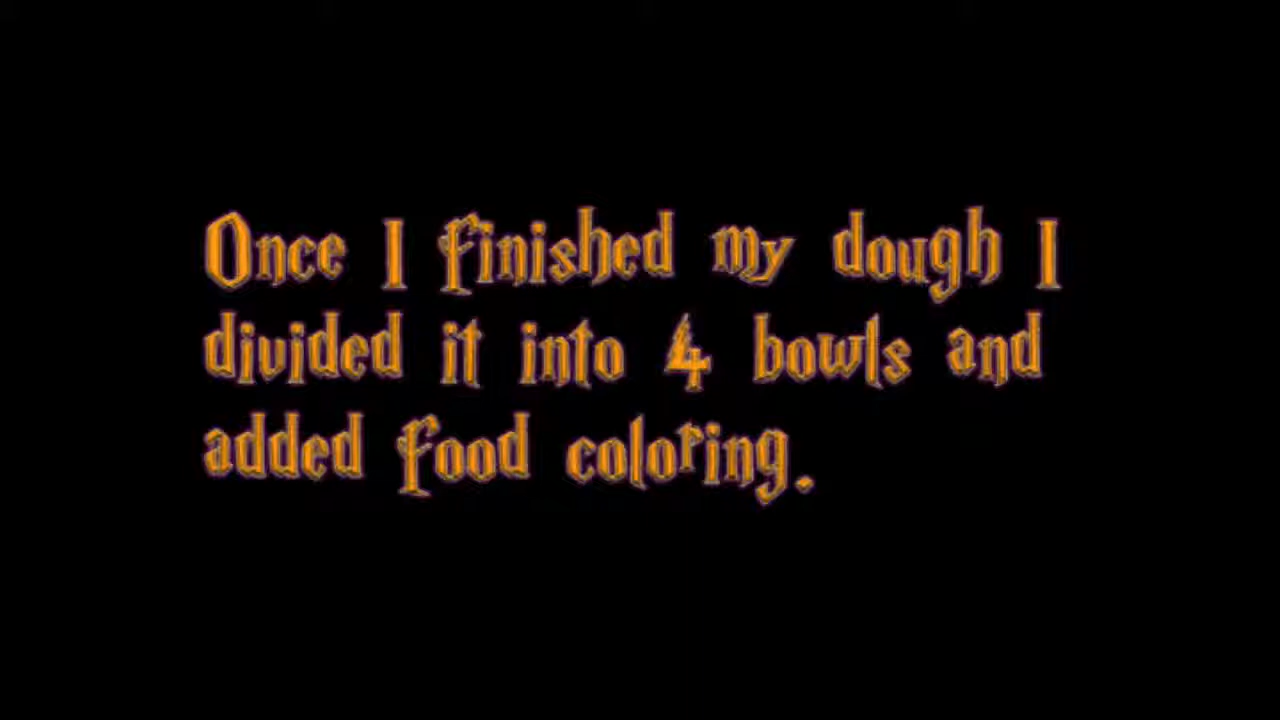 Once I finished my dough I
divided it into 4 bowls and
added food coloring.